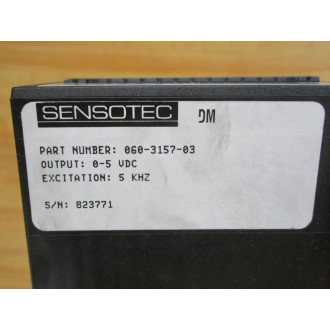 SENSOTEC DM
PART NUMBER: 060-3157-03
OUTPUT: 0-5 VDC
EXCITATION: 5 KHZ
S/N: 823771